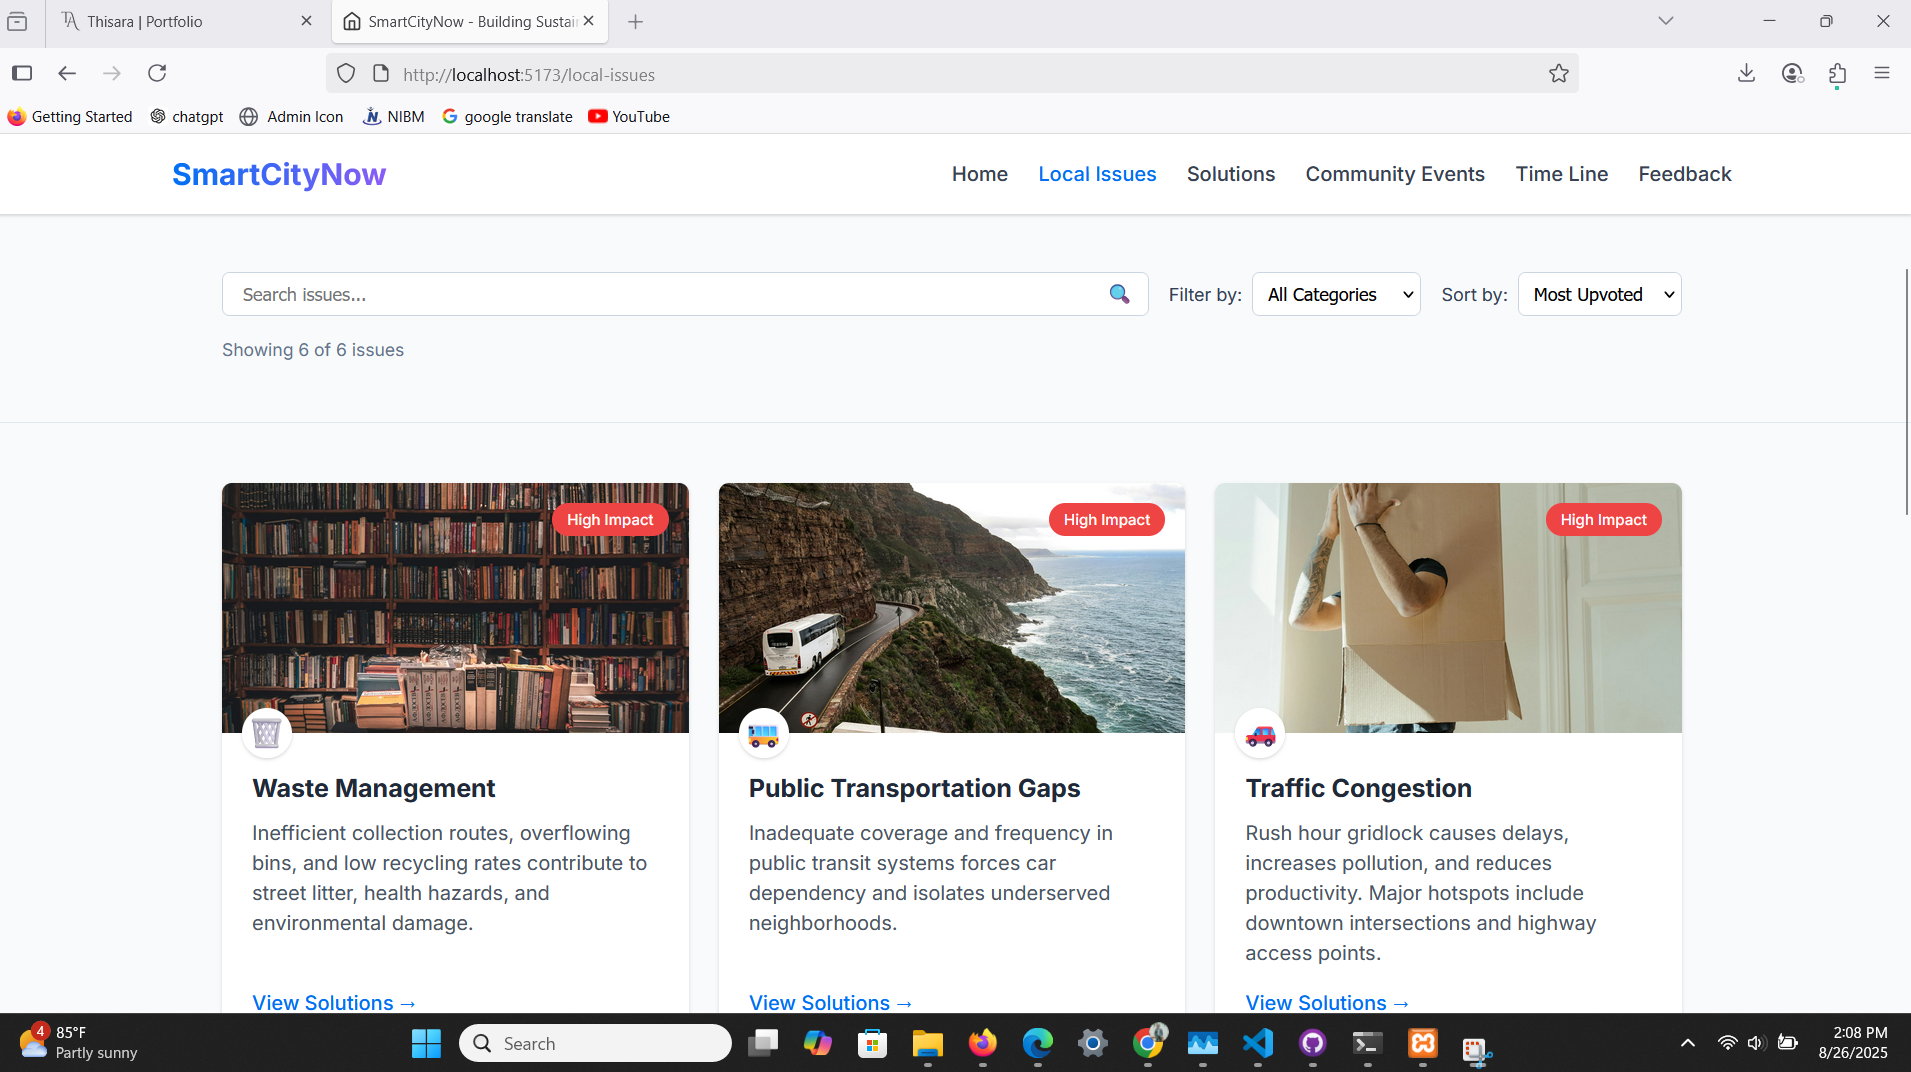 Thisara | Portfolio
SmartCityNow - Building Sustai
http://localhost:5173/local-issues
Getting Started
chatgpt
Admin Icon
NIBM
google translate
YouTube
SmartCityNow
Home
Local Issues
Solutions
Community Events
Time Line
Feedback
Search issues...
Filter by:
All Categories
Sort by:
Most Upvoted
Showing 6 of 6 issues
High Impact
Waste Management
Inefficient collection routes, overflowing
bins, and low recycling rates contribute to
street litter, health hazards, and
environmental damage.
View Solutions →
High Impact
Public Transportation Gaps
Inadequate coverage and frequency in
public transit systems forces car
dependency and isolates underserved
neighborhoods.
View Solutions →
High Impact
Traffic Congestion
Rush hour gridlock causes delays,
increases pollution, and reduces
productivity. Major hotspots include
downtown intersections and highway
access points.
View Solutions →
4
85°F
Partly sunny
Search
2:08 PM
8/26/2025